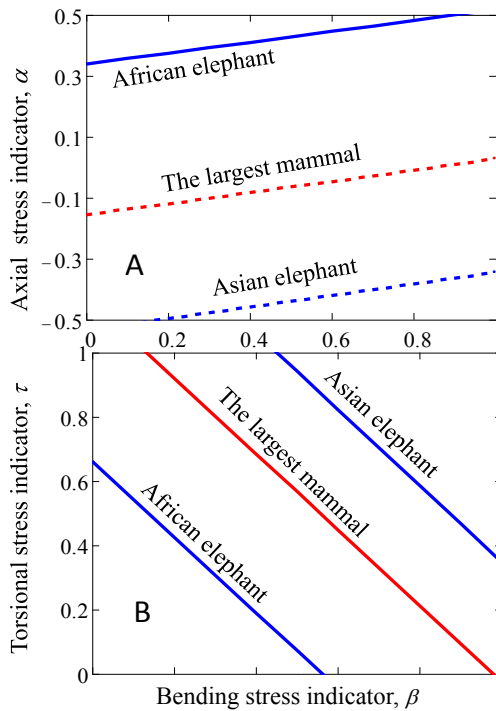 0.5
0.3
0.1
−0.1
−0.3
−0.5
Axial stress indicator, α
African elephant
The largest mammal
Asian elephant
A
0
0.2
0.4
0.6
0.8
1
0.8
0.6
0.4
0.2
0
Torsional stress indicator, τ
Asian elephant
The largest mammal
African elephant
B
Bending stress indicator, β